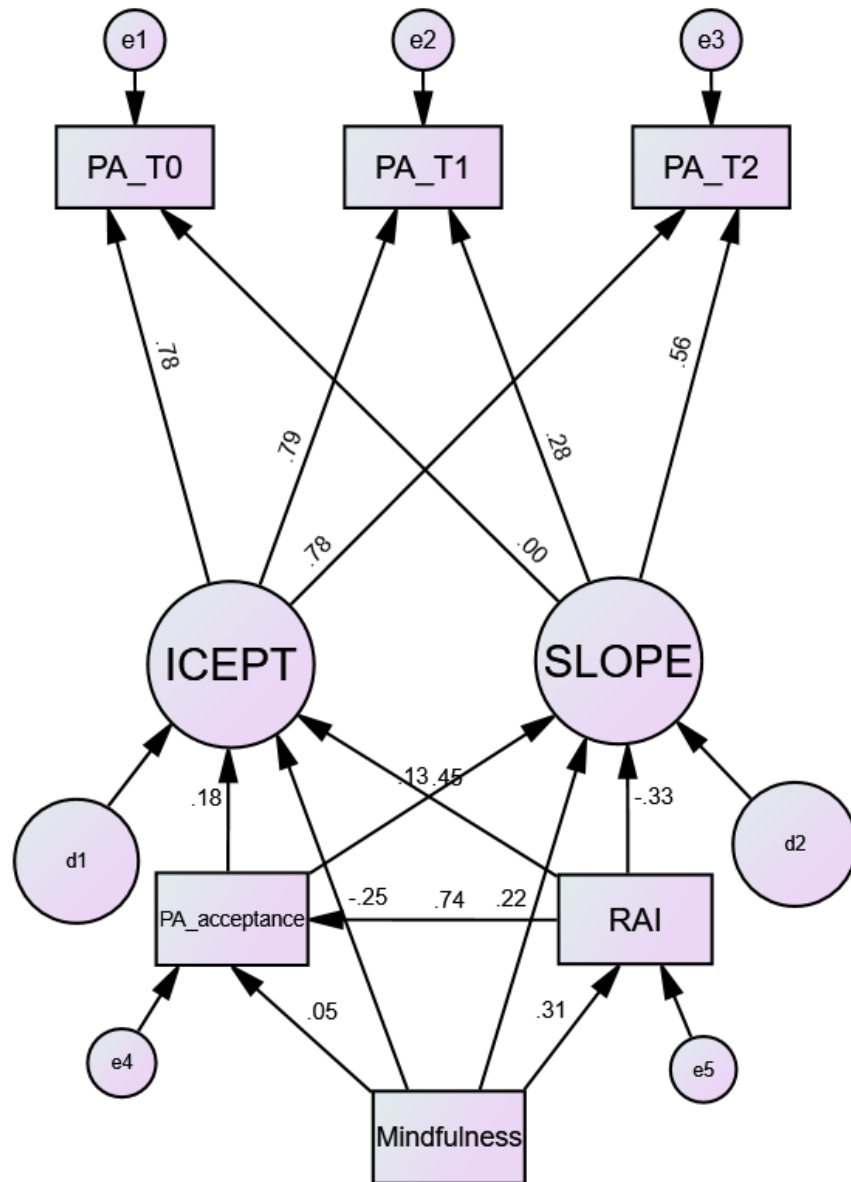 e1
e2
e3
PA_T0
PA_T1
PA_T2
.78
.79
.78
.00
.28
.56
ICEPT
SLOPE
.18
.13
.45
-.33
d1
d2
PA_acceptance
-.25
.74
.22
RAI
.05
.31
e4
e5
Mindfulness